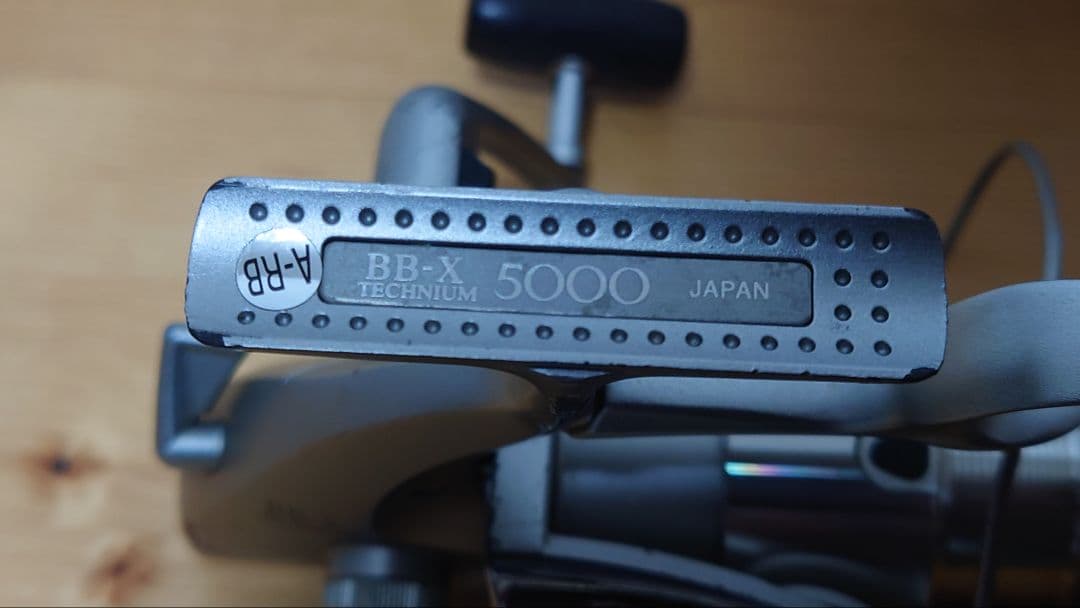 A-RB
BB-X
TECHNIUM
5000
JAPAN